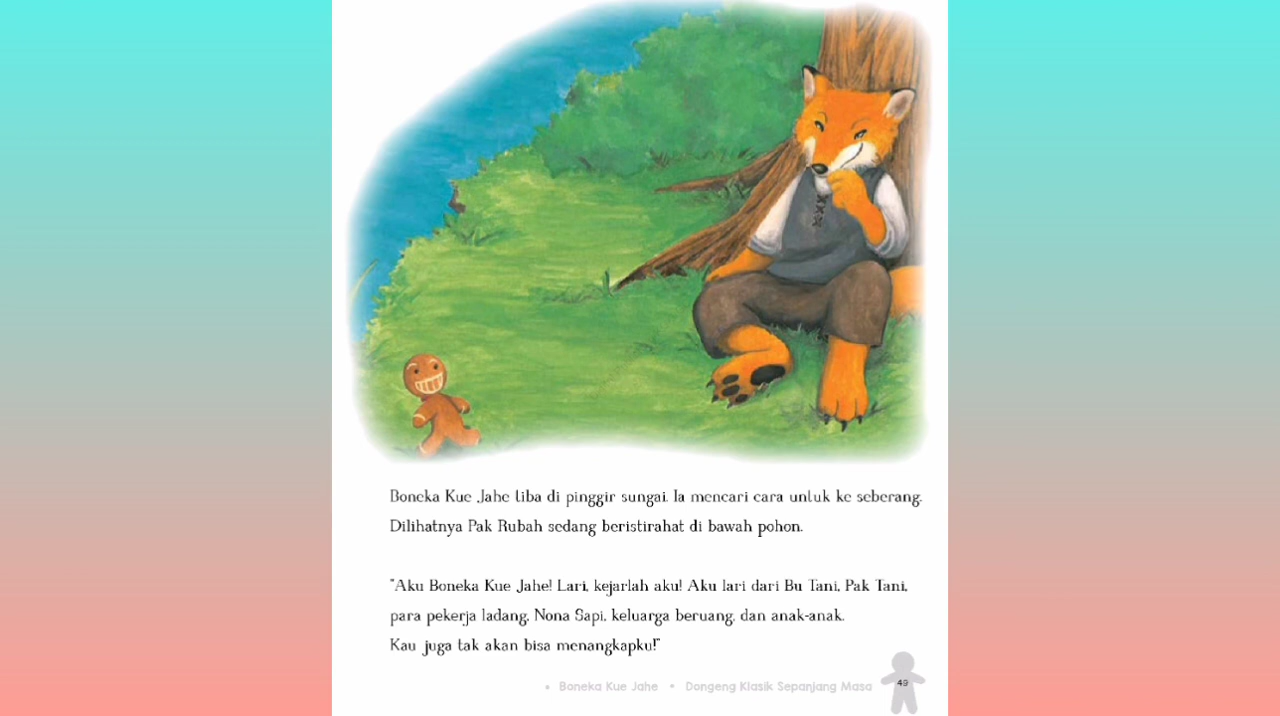 Boneka Kue Jahe tiba di pinggir sungai. Ia mencari cara untuk ke seberang.
Dilihatnya Pak Rubah sedang beristirahat di bawah pohon.
"Aku Boneka Kue Jahe! Lari, kejarlah aku! Aku lari dari Bu Tani, Pak Tani,
para pekerja ladang, Nona Sapi, keluarga beruang, dan anak-anak.
Kau juga tak akan bisa menangkapku!"
• Boneka Kue Jahe • Dongeng Klasik Sepanjang Masa 49